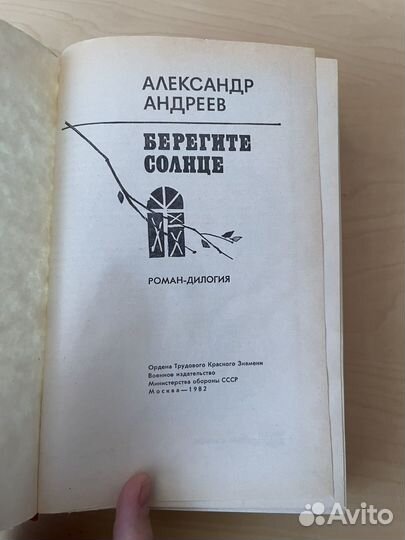 АЛЕКСАНДР
АНДРЕЕВ
БЕРЕГИТЕ
СОЛНЦЕ
РОМАН-ДИЛОГИЯ
Ордена Трудового Красного Знамени
Военное издательство
Министерства обороны СССР
Москва—1982
Avito